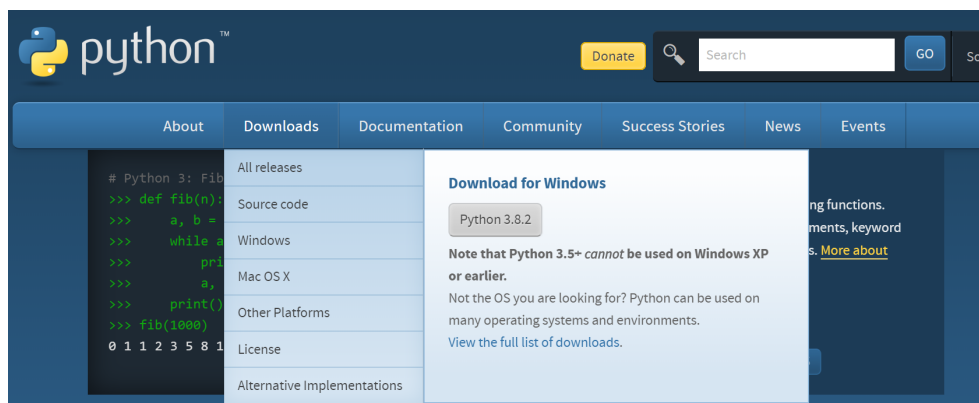 python™
Donate
Search
GO
About
Downloads
Documentation
Community
Success Stories
News
Events
# Python 3: Fib
>>> def fib(n):
>>> a, b =
>>> while a
>>> pri
>>> a,
>>> print()
>>> fib(1000)
0 1 1 2 3 5 8 1
All releases
Source code
Windows
Mac OS X
Other Platforms
License
Alternative Implementations
Download for Windows
Python 3.8.2
Note that Python 3.5+ cannot be used on Windows XP
or earlier.
Not the OS you are looking for? Python can be used on
many operating systems and environments.
View the full list of downloads.
ng functions.
ments, keyword
s. More about